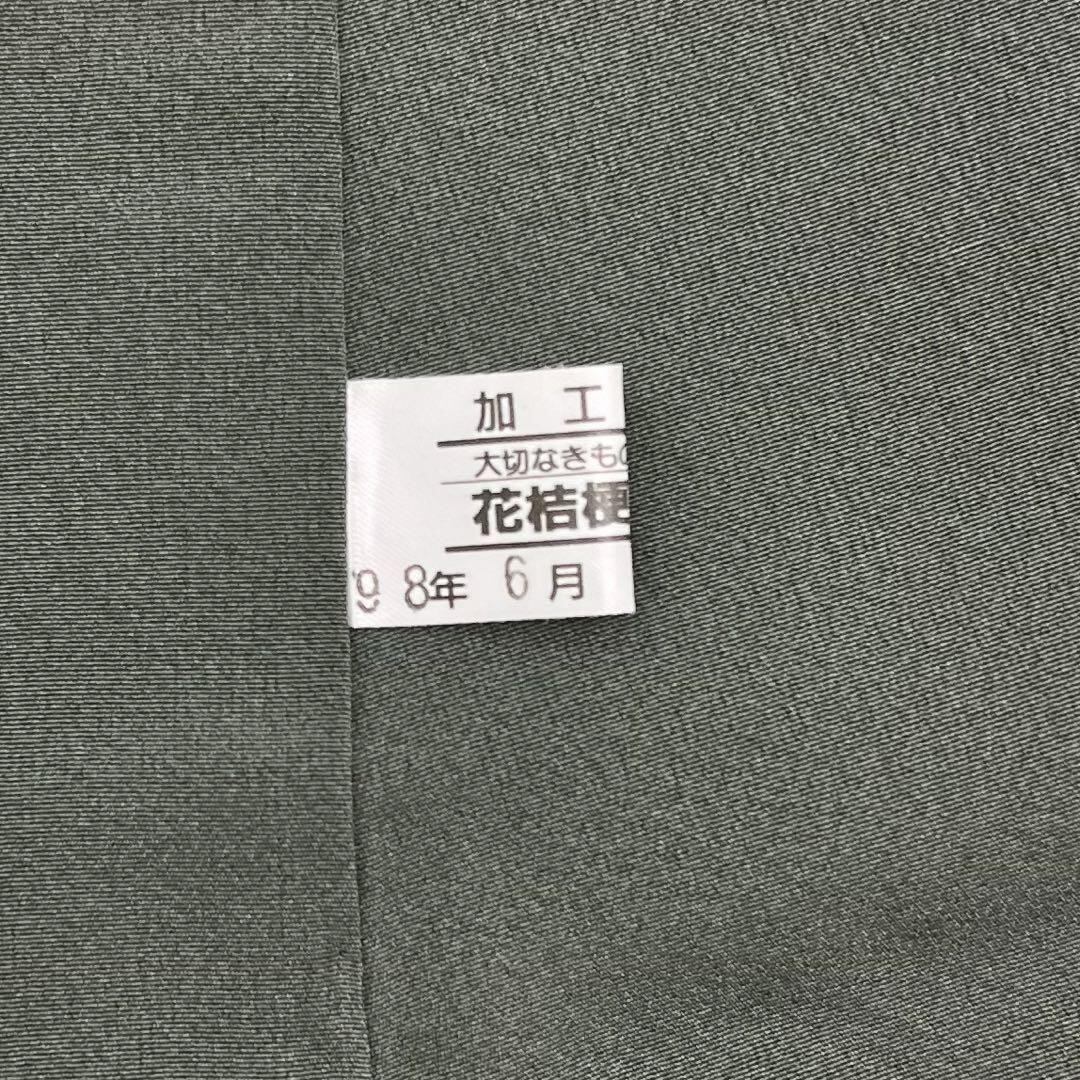 加 工
大切なきもの
花桔梗
'98年 6月